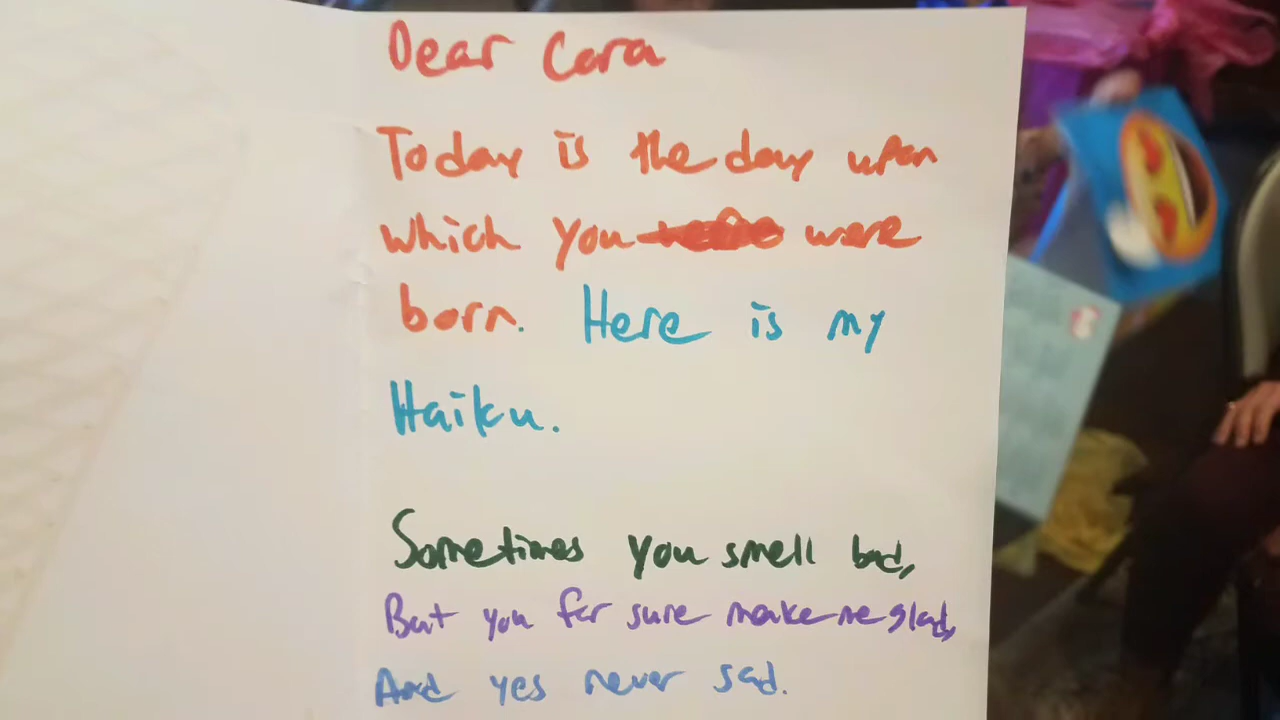 Dear Cara
Today is the day upon
which you were
born. Here is my
Haiku.
Sometimes you smell bad,
But you for sure make me glad,
And yes never sad.